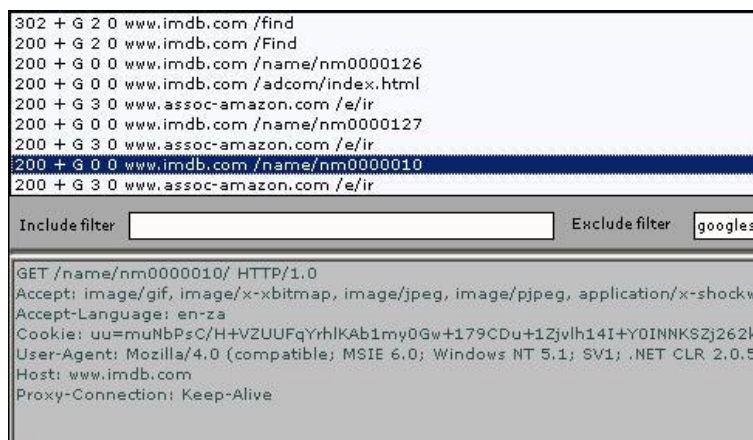 302 + G 2 0 www.imdb.com /find
200 + G 2 0 www.imdb.com /Find
200 + G 0 0 www.imdb.com /name/nm0000126
200 + G 0 0 www.imdb.com /adcom/index.html
200 + G 3 0 www.assoc-amazon.com /e/ir
200 + G 0 0 www.imdb.com /name/nm0000127
200 + G 3 0 www.assoc-amazon.com /e/ir
200 + G 0 0 www.imdb.com /name/nm0000010
200 + G 3 0 www.assoc-amazon.com /e/ir
Include filter Exclude filter googles
GET /name/nm0000010/ HTTP/1.0
Accept: image/gif, image/x-xbitmap, image/jpeg, image/pjpeg, application/x-shockw
Accept-Language: en-za
Cookie: uu=muNbPsC/H+VZUUFqYrhlKAb1my0Gw+179CDu+1Zjvlh14I+Y0INNKSZj262k
User-Agent: Mozilla/4.0 (compatible; MSIE 6.0; Windows NT 5.1; SV1; .NET CLR 2.0.5
Host: www.imdb.com
Proxy-Connection: Keep-Alive